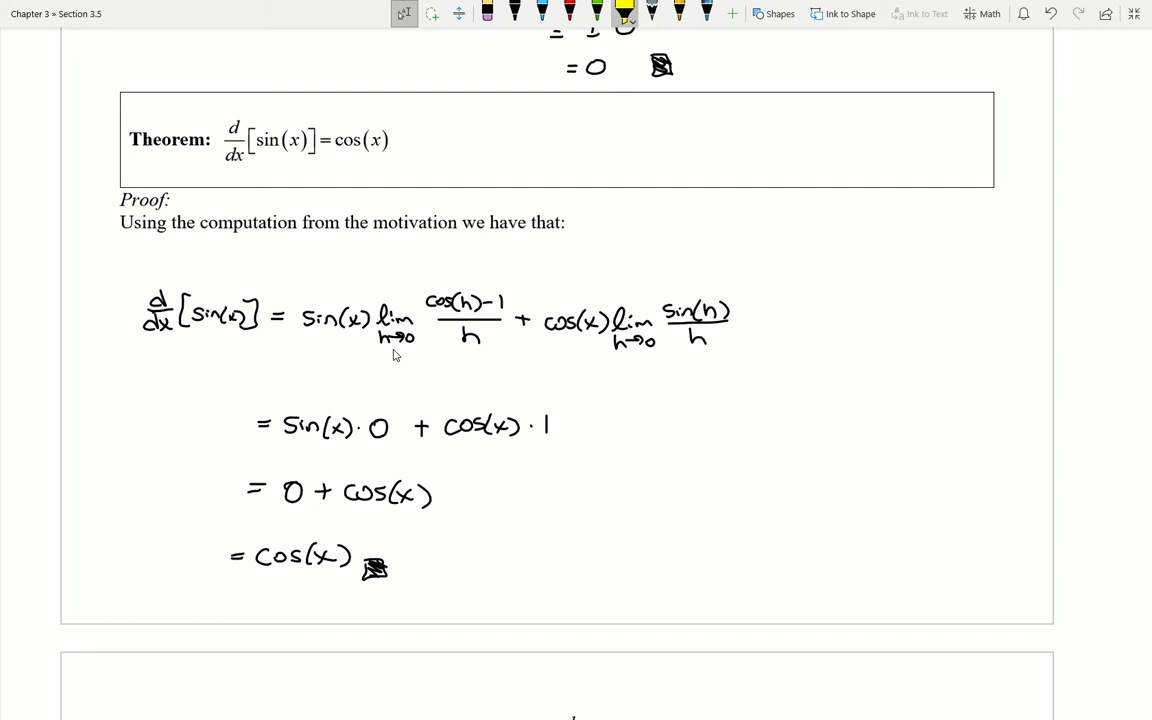 Chapter 3 » Section 3.5
Shapes Ink to Shape Ink to Text Math
= 0
Theorem: d/dx [sin(x)] = cos(x)
Proof:
Using the computation from the motivation we have that:
d/dx [sin(x)] = sin(x) lim h→0 (cos(h)-1)/h + cos(x) lim h→0 sin(h)/h
= sin(x) · 0 + cos(x) · 1
= 0 + cos(x)
= cos(x)